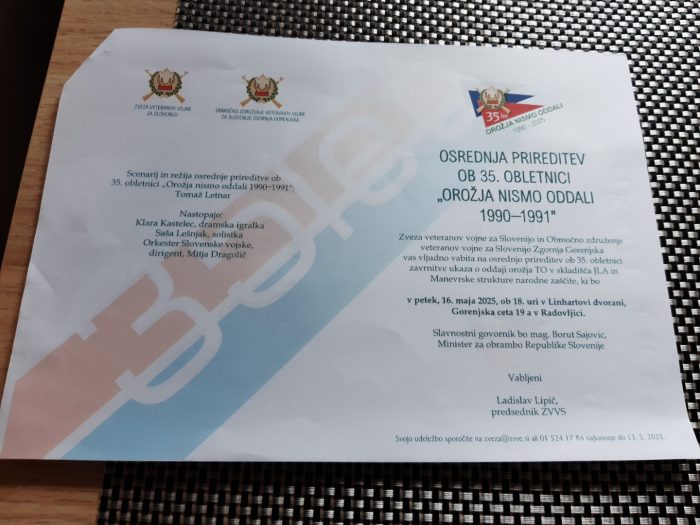 ZVEZA VETERANOV VOJNE
ZA SLOVENIJO
OBMOČNO ZDRUŽENJE VETERANOV VOJNE
ZA SLOVENIJO ZGORNJA GORENJSKA
Scenarij in režija osrednje prireditve ob
35. obletnici „Orožja nismo oddali 1990–1991":
Tomaž Letnar
Nastopajo:
Klara Kastelec, dramska igralka
Saša Lešnjak, solistka
Orkester Slovenske vojske,
dirigent, Mitja Dragolič
35 let
OROŽJA NISMO ODDALI
1990 - 2025
OSREDNJA PRIREDITEV
OB 35. OBLETNICI
„OROŽJA NISMO ODDALI
1990–1991"
Zveza veteranov vojne za Slovenijo in Območno združenje
veteranov vojne za Slovenijo Zgornja Gorenjska
vas vljudno vabita na osrednjo prireditev ob 35. obletnici
zavrnitve ukaza o oddaji orožja TO v skladišča JLA in
Manevrske strukture narodne zaščite, ki bo
v petek, 16. maja 2025, ob 18. uri v Linhartovi dvorani,
Gorenjska ceta 19 a v Radovljici.
Slavnostni govornik bo mag. Borut Sajovic,
Minister za obrambo Republike Slovenije
Vabljeni
Ladislav Lipič,
predsednik ZVVS
Svojo udeležbo sporočite na zveza@zvvs.si ali 01 524 17 84 najkasneje do 13. 5. 2025.